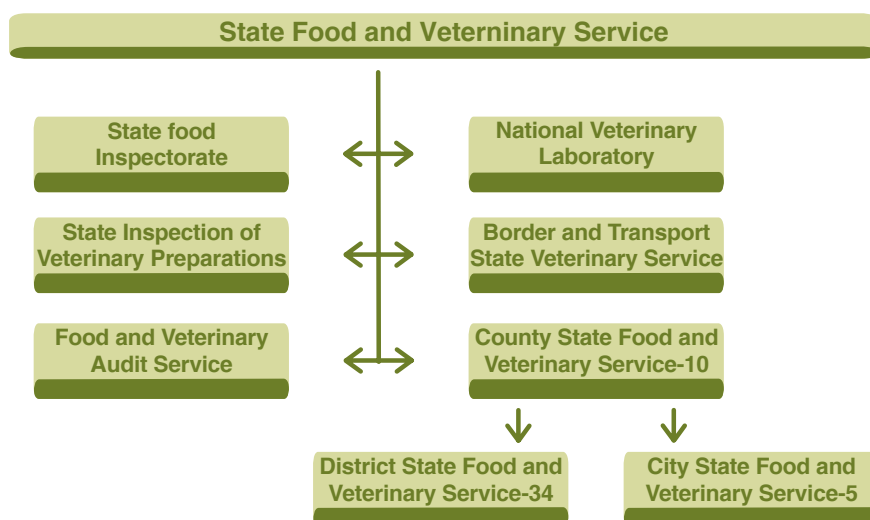 State Food and Veterninary Service
State food
Inspectorate
National Veterinary
Laboratory
State Inspection of
Veterinary Preparations
Border and Transport
State Veterinary Service
Food and Veterinary
Audit Service
County State Food and
Veterinary Service-10
District State Food and
Veterinary Service-34
City State Food and
Veterinary Service-5